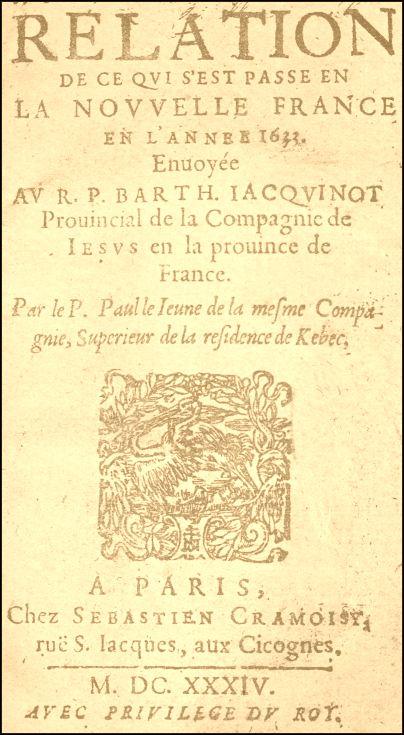 RELATION
DE CE QVI S'EST PASSE EN
LA NOVVELLE FRANCE
EN L'ANNEE 1633.
Enuoyée
AV R. P. BARTH. IACQVINOT
Prouincial de la Compagnie de
IESVS en la prouince de
France.
Par le P. Paul le Ieune de la meſme Compa-
gnie, Superieur de la reſidence de Kebec.
A PARIS,
Chez SEBASTIEN CRAMOISY,
ruë S. Iacques, aux Cicognes.
M. DC. XXXIV.
AVEC PRIVILEGE DV ROY.